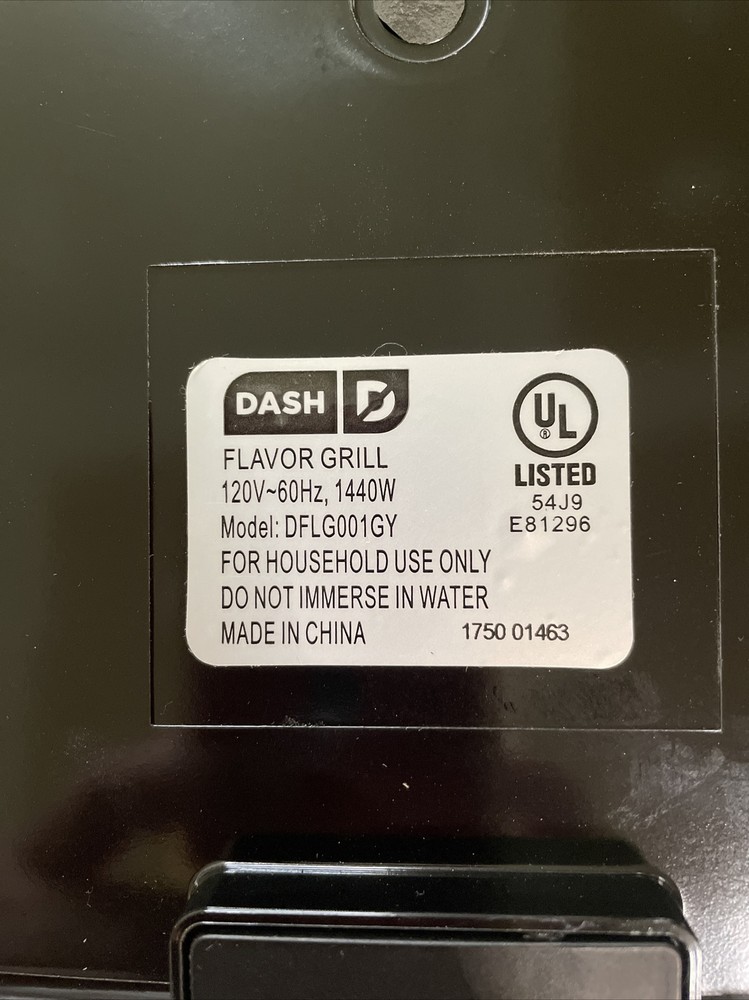 DASH D
FLAVOR GRILL
120V~60Hz, 1440W
Model: DFLG001GY
FOR HOUSEHOLD USE ONLY
DO NOT IMMERSE IN WATER
MADE IN CHINA
1750 01463
UL
®
LISTED
54J9
E81296